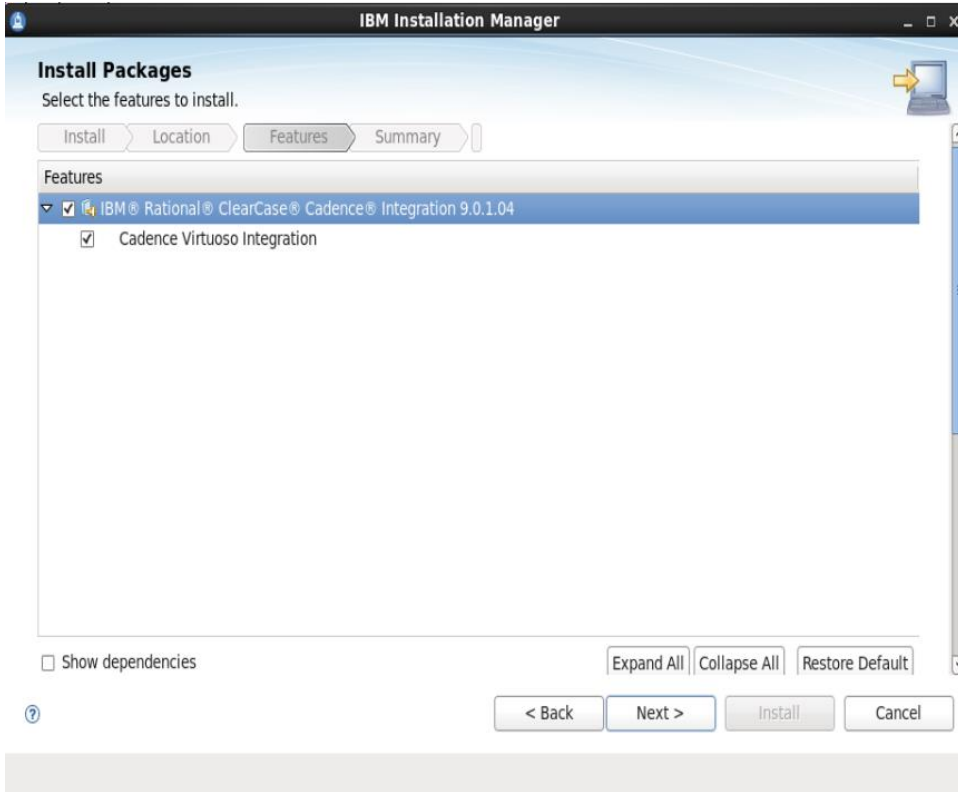 IBM Installation Manager
Install Packages
Select the features to install.
Install Location Features Summary
Features
IBM® Rational® ClearCase® Cadence® Integration 9.0.1.04
Cadence Virtuoso Integration
Show dependencies Expand All Collapse All Restore Default
? < Back Next > Install Cancel